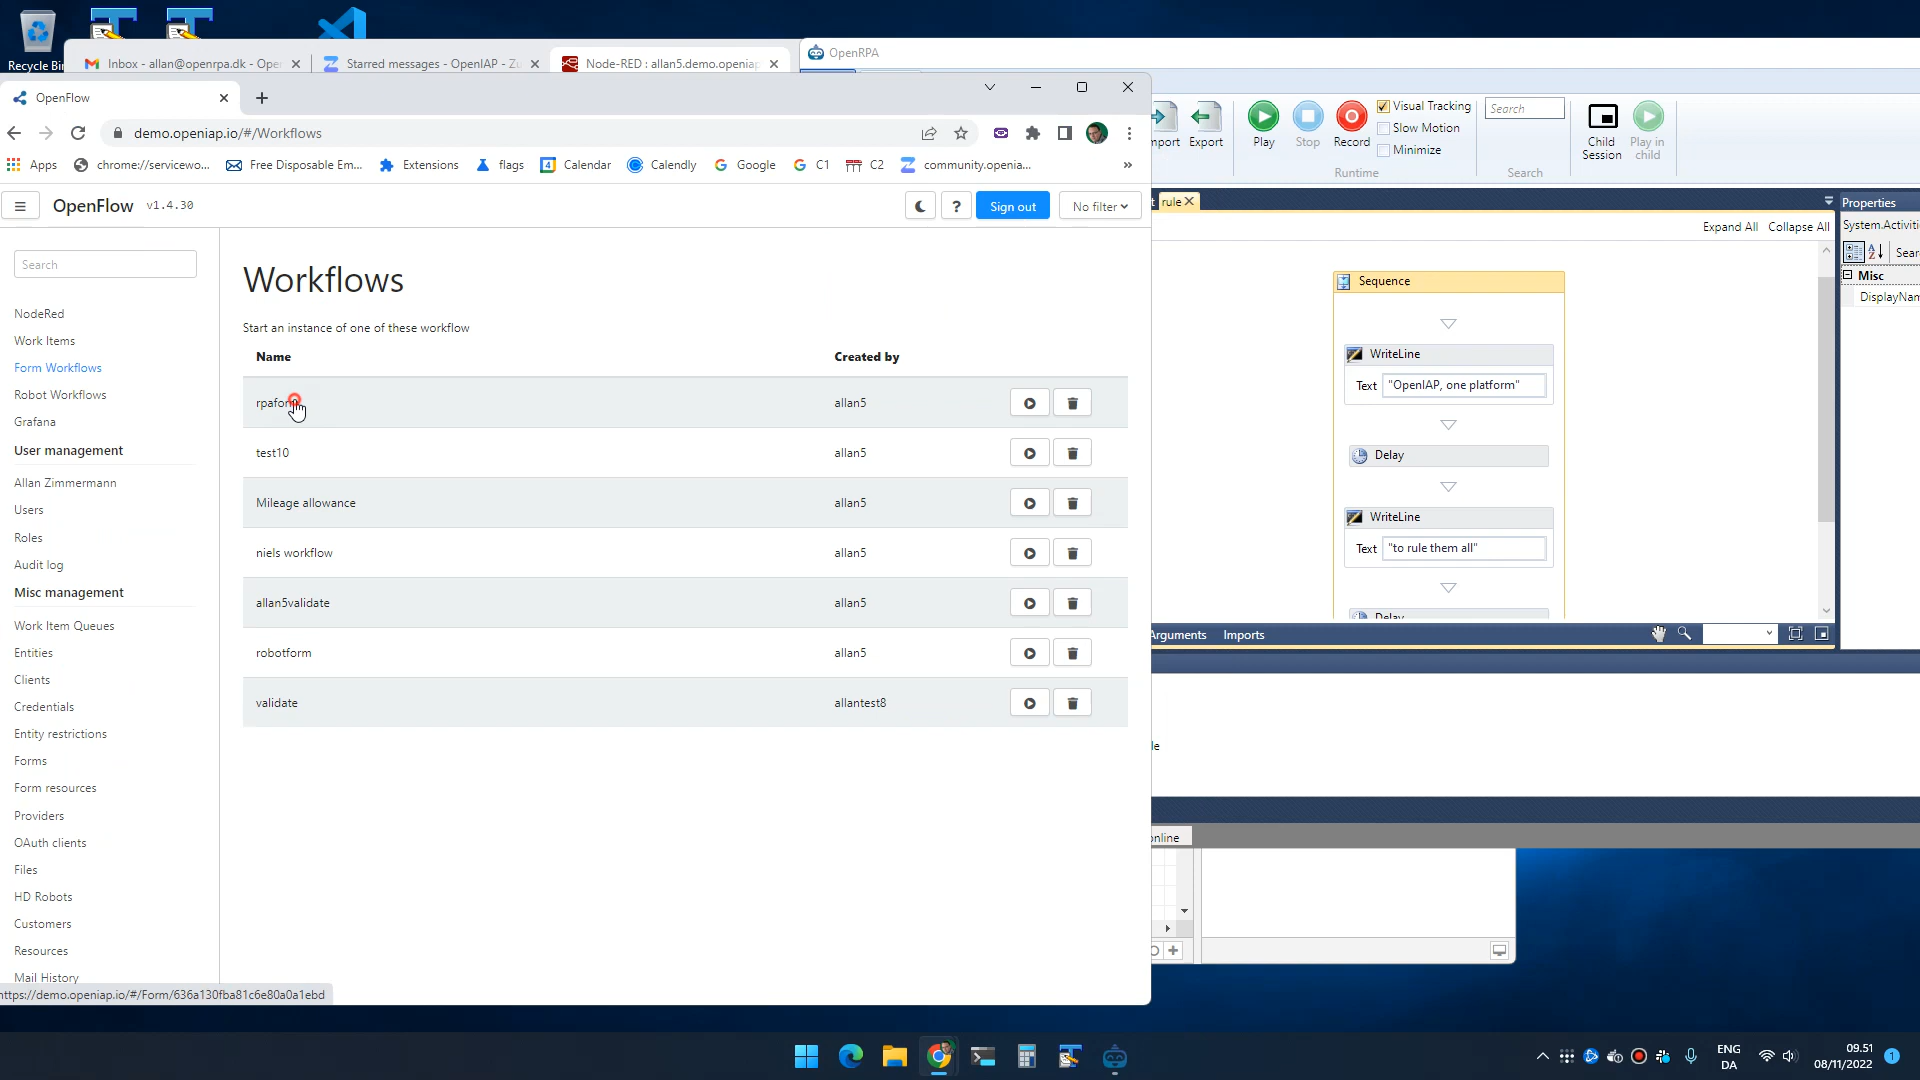 Recycle Bin
Inbox - allan@openrpa.dk - Ope
Starred messages - OpenIAP - Zu
Node-RED : allan5.demo.openiap
OpenRPA
OpenFlow
demo.openiap.io/#/Workflows
Apps
chrome://servicewo...
Free Disposable Em...
Extensions
flags
Calendar
Calendly
Google
C1
C2
community.openia...
»
mport
Export
Play
Stop
Record
Visual Tracking
Slow Motion
Minimize
Runtime
Search
Search
Child Session
Play in child
OpenFlow v1.4.30
?
Sign out
No filter
Search
NodeRed
Work Items
Form Workflows
Robot Workflows
Grafana
User management
Allan Zimmermann
Users
Roles
Audit log
Misc management
Work Item Queues
Entities
Clients
Credentials
Entity restrictions
Forms
Form resources
Providers
OAuth clients
Files
HD Robots
Customers
Resources
Mail History
https://demo.openiap.io/#/Form/636a130fba81c6e80a0a1ebd
Workflows
Start an instance of one of these workflow
Name Created by
allan5
test10 allan5
Mileage allowance allan5
niels workflow allan5
allan5validate allan5
robotform allan5
validate allantest8
t rule
Expand All Collapse All
Sequence
WriteLine
Text "OpenIAP, one platform"
Delay
WriteLine
Text "to rule them all"
Delay
Arguments Imports
Properties
System.Activiti
Sear
Misc
DisplayNam
le
online
ENG
DA
09.51
08/11/2022
1